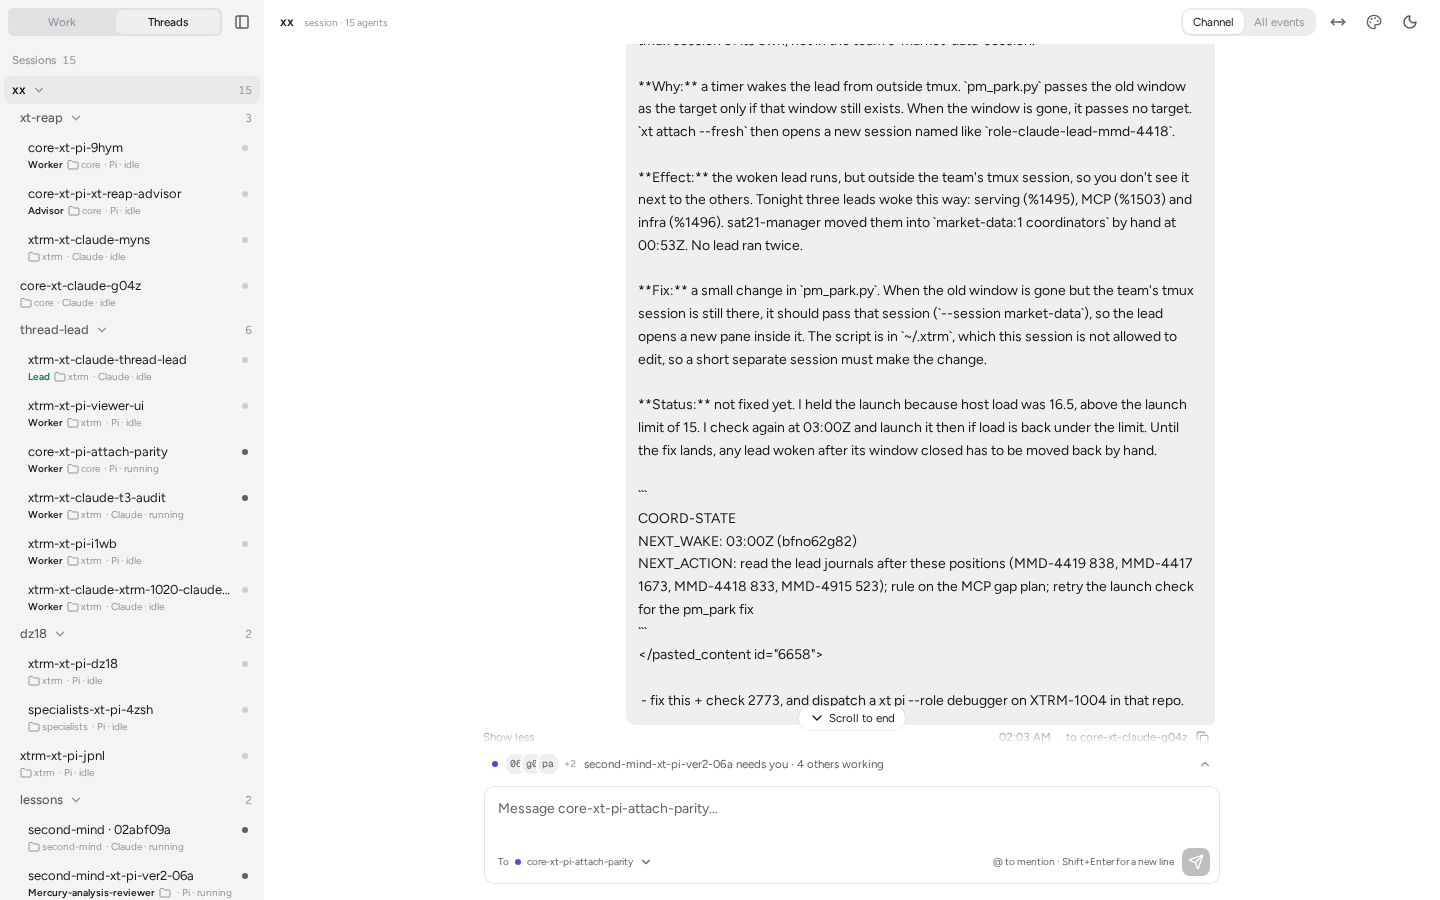 Work
Threads
Sessions 15
xx 15
xt-reap 3
core-xt-pi-9hym
Worker core · Pi · idle
core-xt-pi-xt-reap-advisor
Advisor core · Pi · idle
xtrm-xt-claude-myns
xtrm · Claude · idle
core-xt-claude-g04z
core · Claude · idle
thread-lead 6
xtrm-xt-claude-thread-lead
Lead xtrm · Claude · idle
xtrm-xt-pi-viewer-ui
Worker xtrm · Pi · idle
core-xt-pi-attach-parity
Worker core · Pi · running
xtrm-xt-claude-t3-audit
Worker xtrm · Claude · running
xtrm-xt-pi-i1wb
Worker xtrm · Pi · idle
xtrm-xt-claude-xtrm-1020-claude...
Worker xtrm · Claude · idle
dz18 2
xtrm-xt-pi-dz18
xtrm · Pi · idle
specialists-xt-pi-4zsh
specialists · Pi · idle
xtrm-xt-pi-jpnl
xtrm · Pi · idle
lessons 2
second-mind · 02abf09a
second-mind · Claude · running
second-mind-xt-pi-ver2-06a
Mercury-analysis-reviewer · Pi · running
xx session · 15 agents
Channel
All events
tmux session of its own, not in the team's `market-data` session.
**Why:** a timer wakes the lead from outside tmux. `pm_park.py` passes the old window
as the target only if that window still exists. When the window is gone, it passes no target.
`xt attach --fresh` then opens a new session named like `role-claude-lead-mmd-4418`.
**Effect:** the woken lead runs, but outside the team's tmux session, so you don't see it
next to the others. Tonight three leads woke this way: serving (%1495), MCP (%1503) and
infra (%1496). sat21-manager moved them into `market-data:1 coordinators` by hand at
00:53Z. No lead ran twice.
**Fix:** a small change in `pm_park.py`. When the old window is gone but the team's tmux
session is still there, it should pass that session (`--session market-data`), so the lead
opens a new pane inside it. The script is in `~/.xtrm`, which this session is not allowed to
edit, so a short separate session must make the change.
**Status:** not fixed yet. I held the launch because host load was 16.5, above the launch
limit of 15. I check again at 03:00Z and launch it then if load is back under the limit. Until
the fix lands, any lead woken after its window closed has to be moved back by hand.
```
COORD-STATE
NEXT_WAKE: 03:00Z (bfno62g82)
NEXT_ACTION: read the lead journals after these positions (MMD-4419 838, MMD-4417
1673, MMD-4418 833, MMD-4915 523); rule on the MCP gap plan; retry the launch check
for the pm_park fix
```
</pasted_content id="6658">
- fix this + check 2773, and dispatch a xt pi --role debugger on XTRM-1004 in that repo.
Scroll to end
Show less
02:03 AM to core-xt-claude-g04z
pa +2 second-mind-xt-pi-ver2-06a needs you · 4 others working
Message core-xt-pi-attach-parity...
To core-xt-pi-attach-parity
@ to mention · Shift+Enter for a new line